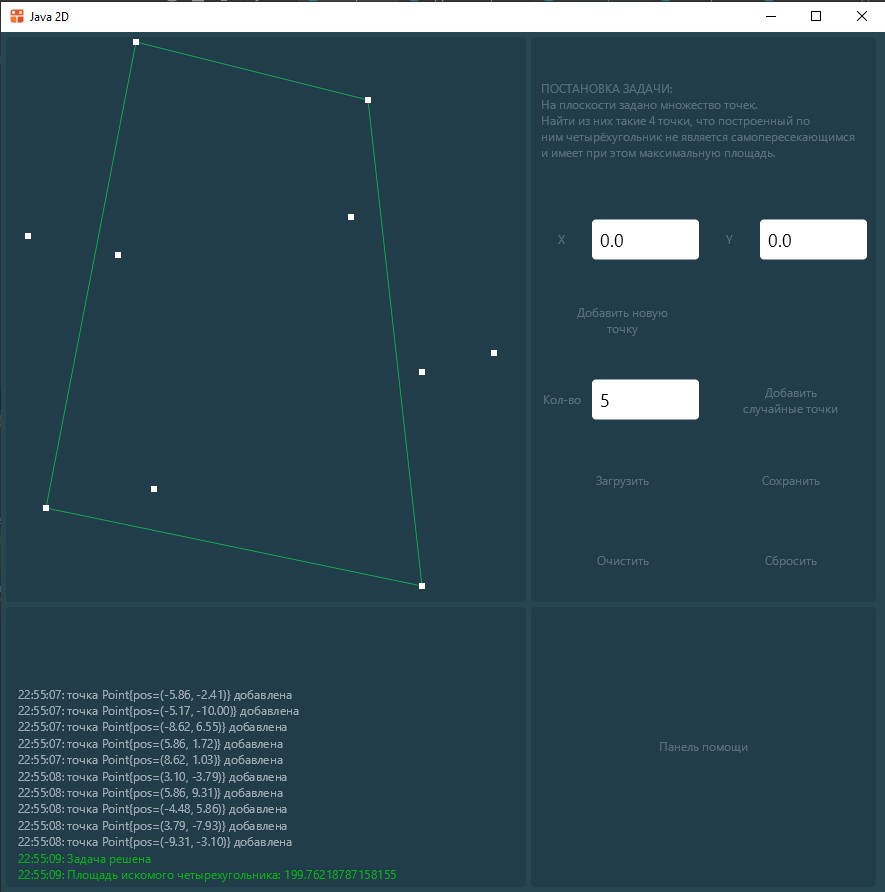 Java 2D
ПОСТАНОВКА ЗАДАЧИ:
На плоскости задано множество точек.
Найти из них такие 4 точки, что построенный по
ним четырёхугольник не является самопересекающимся
и имеет при этом максимальную площадь.
X 0.0 Y 0.0
Добавить новую
точку
Кол-во 5 Добавить
случайные точки
Загрузить Сохранить
Очистить Сбросить
22:55:07: точка Point{pos=(-5.86, -2.41)} добавлена
22:55:07: точка Point{pos=(-5.17, -10.00)} добавлена
22:55:07: точка Point{pos=(-8.62, 6.55)} добавлена
22:55:07: точка Point{pos=(5.86, 1.72)} добавлена
22:55:07: точка Point{pos=(8.62, 1.03)} добавлена
22:55:08: точка Point{pos=(3.10, -3.79)} добавлена
22:55:08: точка Point{pos=(5.86, 9.31)} добавлена
22:55:08: точка Point{pos=(-4.48, 5.86)} добавлена
22:55:08: точка Point{pos=(3.79, -7.93)} добавлена
22:55:08: точка Point{pos=(-9.31, -3.10)} добавлена
22:55:09: Задача решена
22:55:09: Площадь искомого четырехугольника: 199.76218787158155
Панель помощи